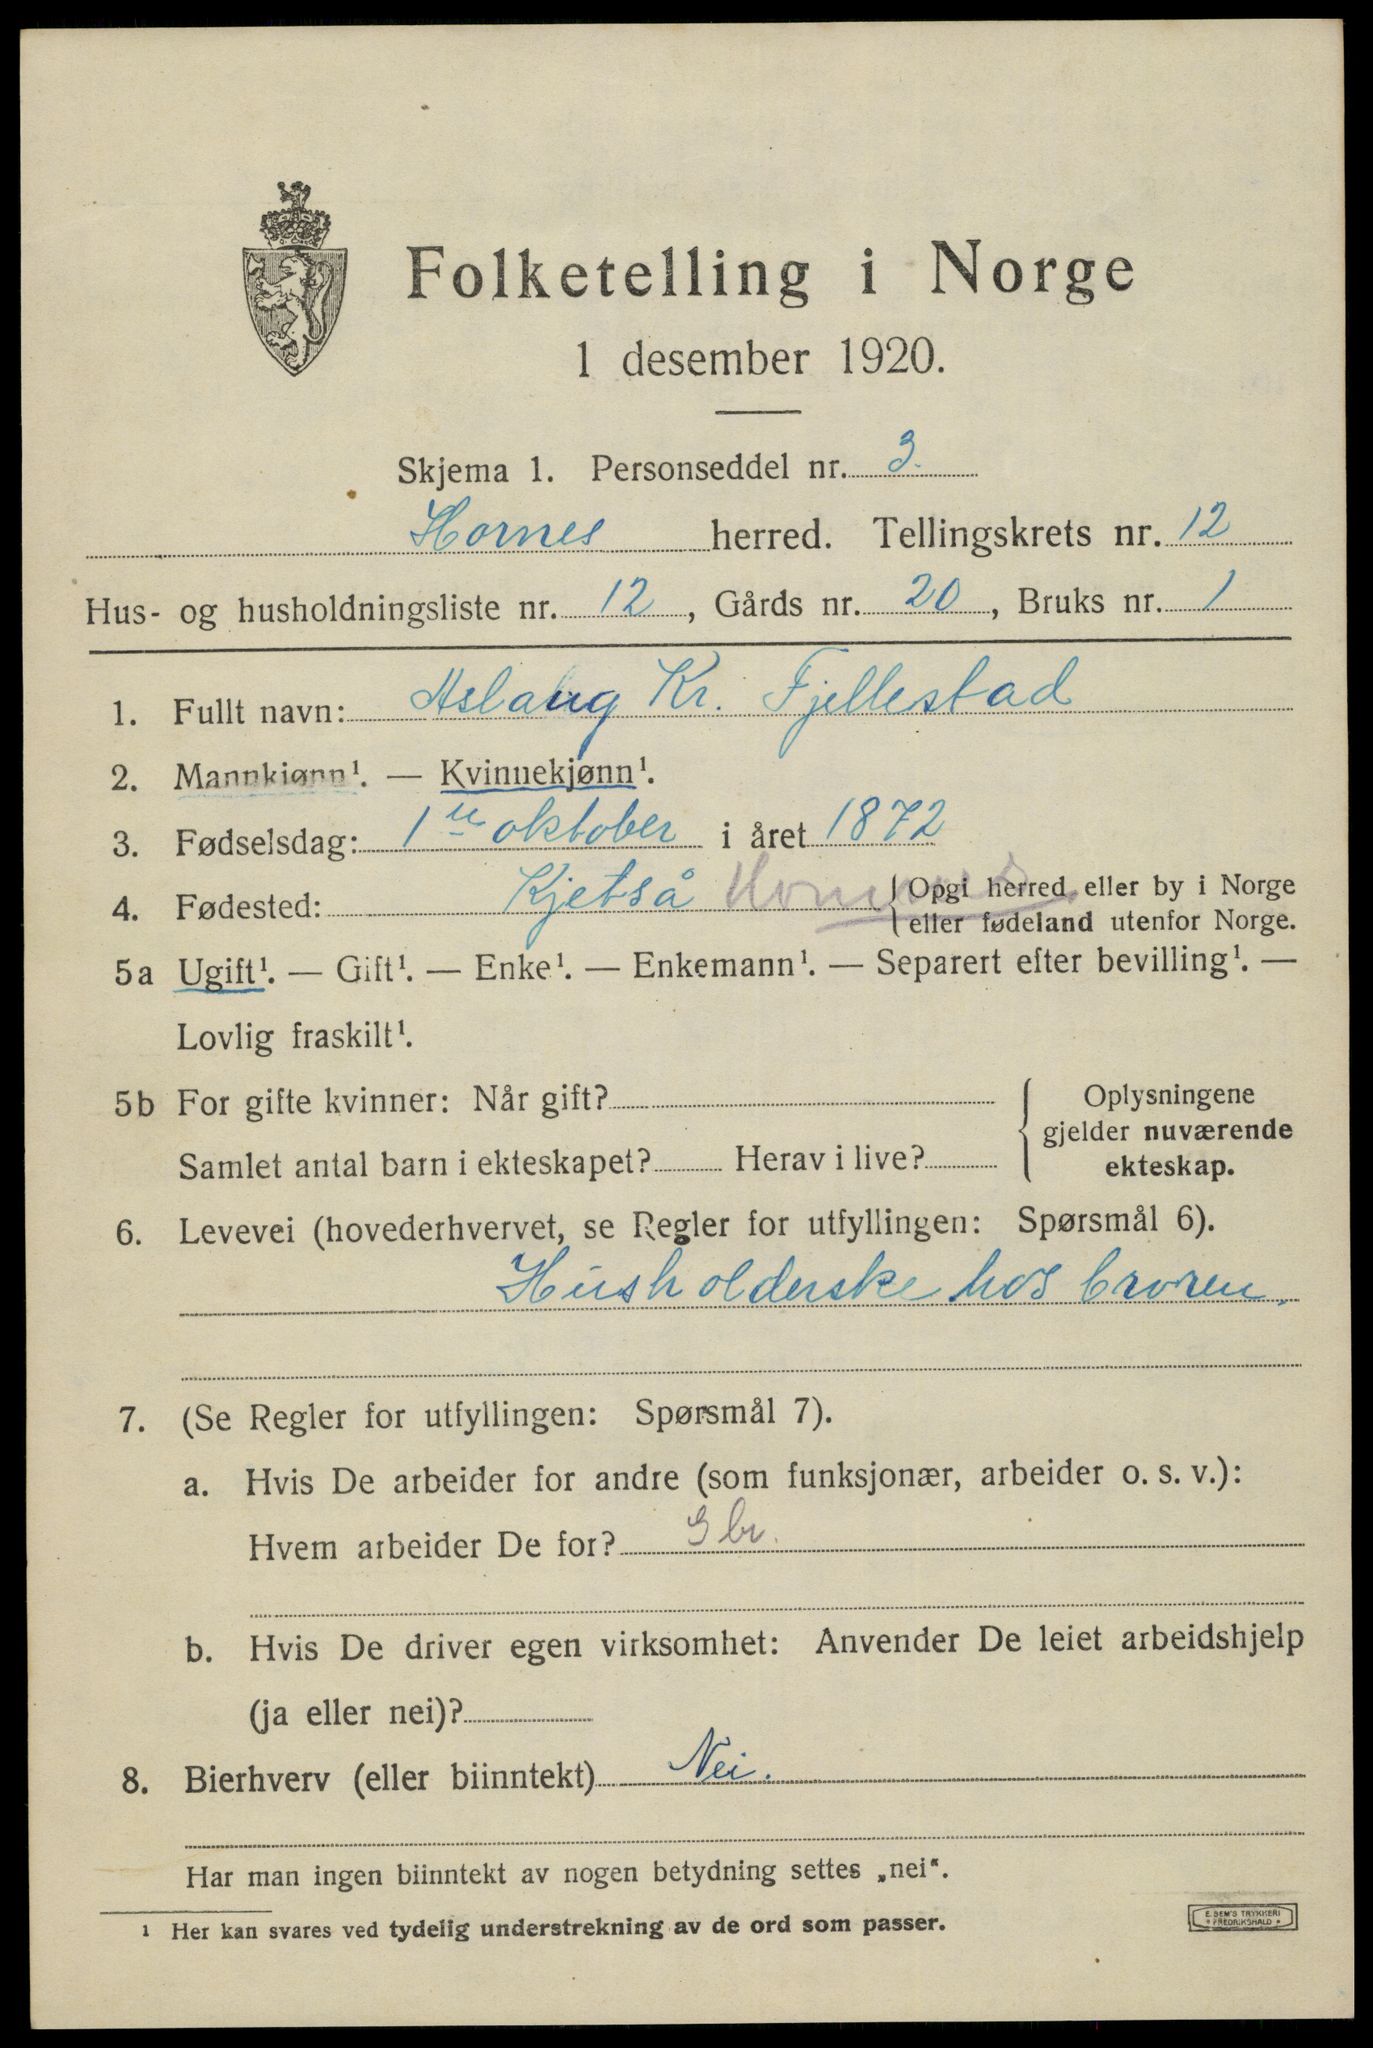 Folketelling i Norge
1 desember 1920.
Skjema 1. Personseddel nr. 3.
Hornes herred. Tellingskrets nr. 12
Hus- og husholdningsliste nr. 12, Gårds nr. 20, Bruks nr. 1
1. Fullt navn: Aslaug Kr. Fjellestad
2. Mannkjønn¹. — Kvinnekjønn¹.
3. Fødselsdag: 1 oktober i året 1872
4. Fødested: Kjetså
Opgi herred eller by i Norge
eller fødeland utenfor Norge.
5a Ugift¹. — Gift¹. — Enke¹. — Enkemann¹. — Separert efter bevilling¹. —
Lovlig fraskilt¹.
5b For gifte kvinner: Når gift?
Samlet antal barn i ekteskapet? Herav i live?
Oplysningene
gjelder nuværende
ekteskap.
6. Levevei (hovederhvervet, se Regler for utfyllingen: Spørsmål 6).
Husholderske hos broren.
7. (Se Regler for utfyllingen: Spørsmål 7).
a. Hvis De arbeider for andre (som funksjonær, arbeider o. s. v.):
Hvem arbeider De for? Gbr.
b. Hvis De driver egen virksomhet: Anvender De leiet arbeidshjelp
(ja eller nei)?
8. Bierhverv (eller biinntekt) Nei.
Har man ingen biinntekt av nogen betydning settes „nei“.
¹ Her kan svares ved tydelig understrekning av de ord som passer.
E. SEM'S TRYKKERI
FREDRIKSHALD